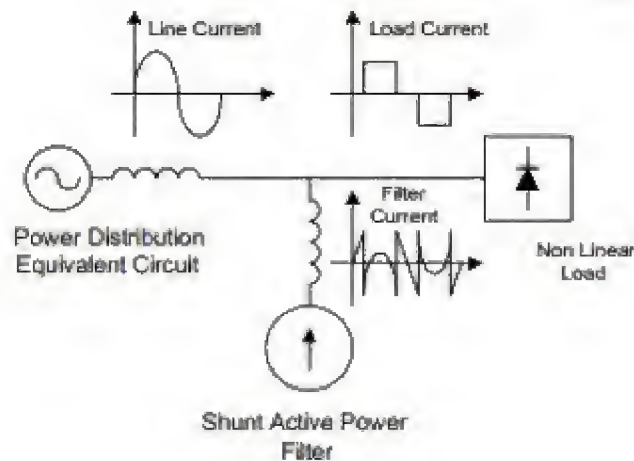 Line Current
Load Current
Filter
Current
Power Distribution
Equivalent Circuit
Non Linear
Load
Shunt Active Power
Filter